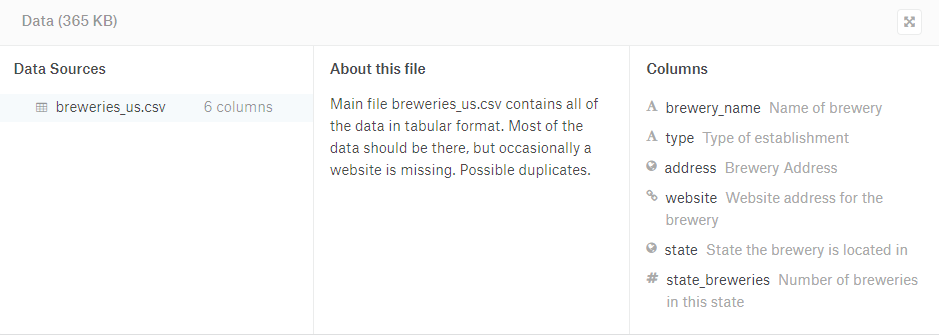 Data (365 KB)
Data Sources
breweries_us.csv 6 columns
About this file
Main file breweries_us.csv contains all of
the data in tabular format. Most of the
data should be there, but occasionally a
website is missing. Possible duplicates.
Columns
A brewery_name Name of brewery
A type Type of establishment
address Brewery Address
website Website address for the
brewery
state State the brewery is located in
# state_breweries Number of breweries
in this state